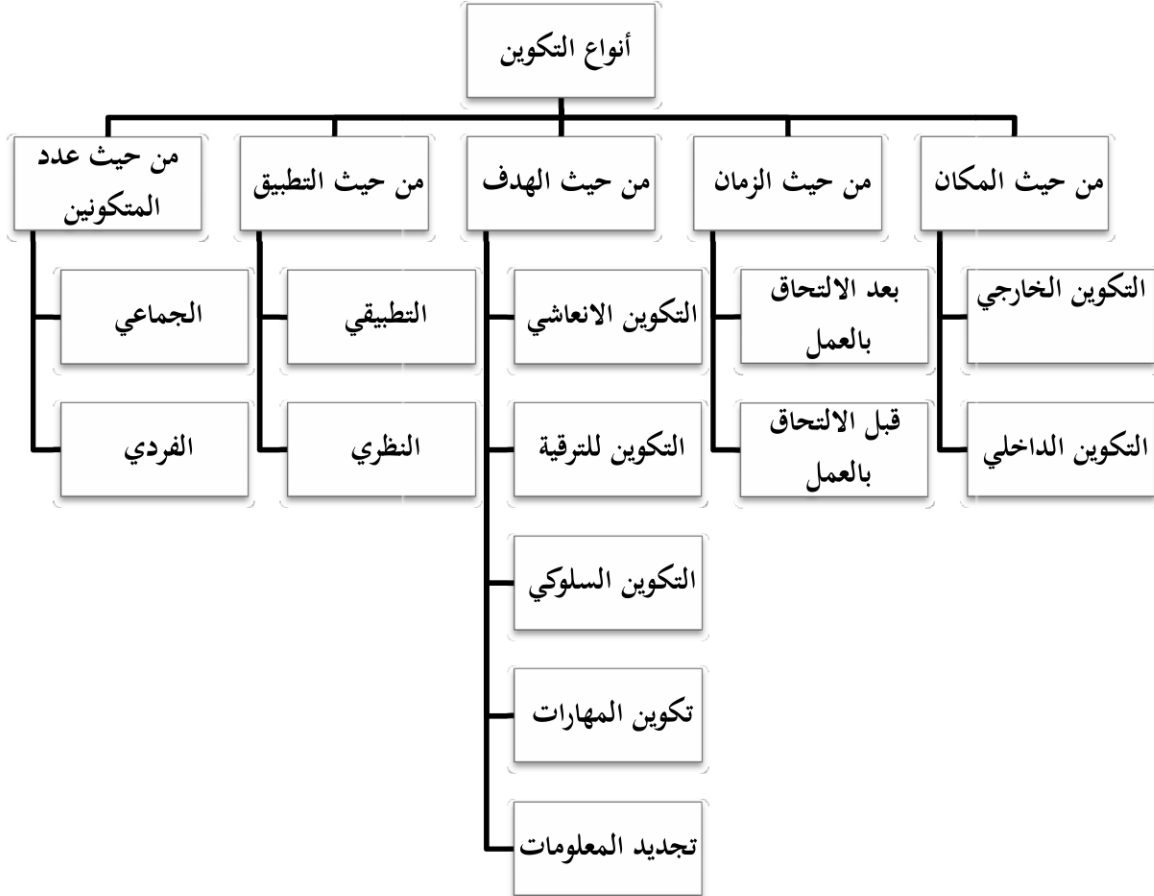 أنواع التكوين
من حيث المكان
من حيث الزمان
من حيث الهدف
من حيث التطبيق
من حيث عدد
المتكونين
التكوين الخارجي
التكوين الداخلي
بعد الالتحاق
بالعمل
قبل الالتحاق
بالعمل
التكوين الانعاشي
التكوين للترقية
التكوين السلوكي
تكوين المهارات
تجديد المعلومات
التطبيقي
النظري
الجماعي
الفردي